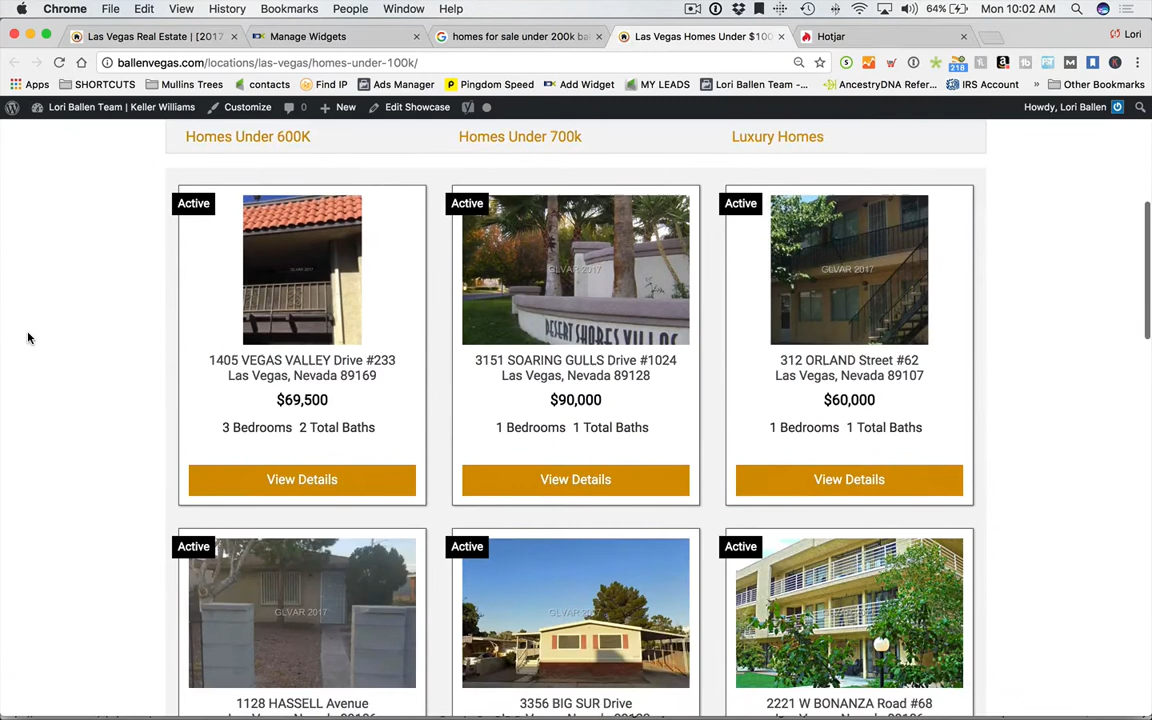 Chrome File Edit View History Bookmarks People Window Help 64% Mon 10:02 AM
Las Vegas Real Estate | [2017 Manage Widgets homes for sale under 200k ba Las Vegas Homes Under $100 Hotjar Lori
ballenvegas.com/locations/las-vegas/homes-under-100k/
Apps SHORTCUTS Mullins Trees contacts Find IP Ads Manager Pingdom Speed Add Widget MY LEADS Lori Ballen Team -... AncestryDNA Refer... IRS Account » Other Bookmarks
218
Lori Ballen Team | Keller Williams Customize 0 New Edit Showcase Howdy, Lori Ballen
Homes Under 600K Homes Under 700k Luxury Homes
Active Active Active
GLVAR 2017 GLVAR 2017 GLVAR 2017
DESERT SHORES VILLAS
1405 VEGAS VALLEY Drive #233 3151 SOARING GULLS Drive #1024 312 ORLAND Street #62
Las Vegas, Nevada 89169 Las Vegas, Nevada 89128 Las Vegas, Nevada 89107
$69,500 $90,000 $60,000
3 Bedrooms 2 Total Baths 1 Bedrooms 1 Total Baths 1 Bedrooms 1 Total Baths
View Details View Details View Details
Active Active Active
GLVAR 2017 GLVAR 2017
1128 HASSELL Avenue 3356 BIG SUR Drive 2221 W BONANZA Road #68